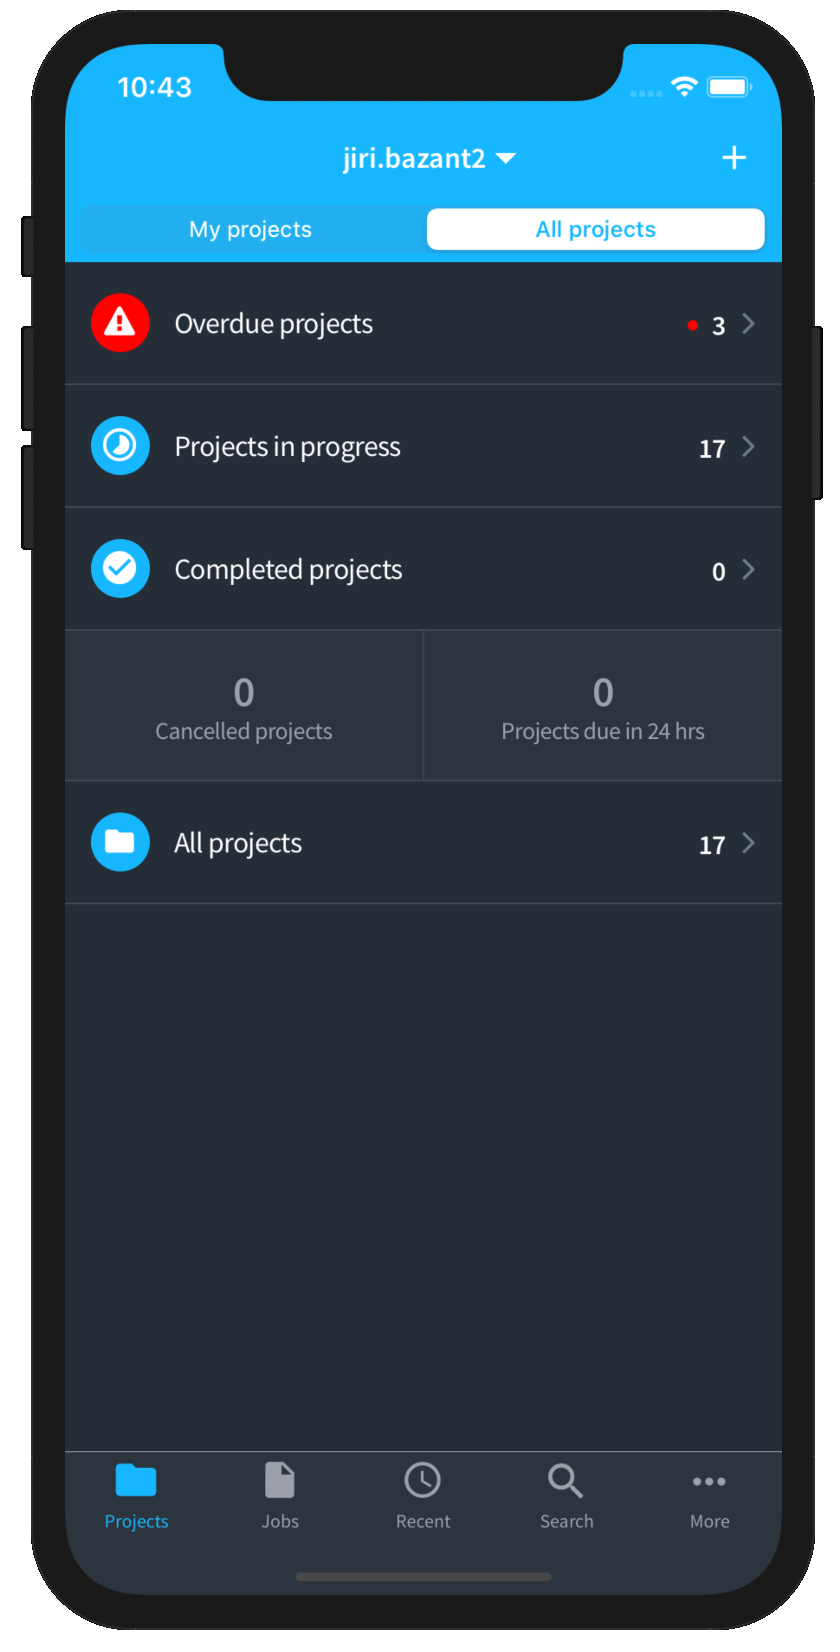 10:43
jiri.bazant2
My projects
All projects
Overdue projects 3
Projects in progress 17
Completed projects 0
0 0
Cancelled projects Projects due in 24 hrs
All projects 17
Projects Jobs Recent Search More